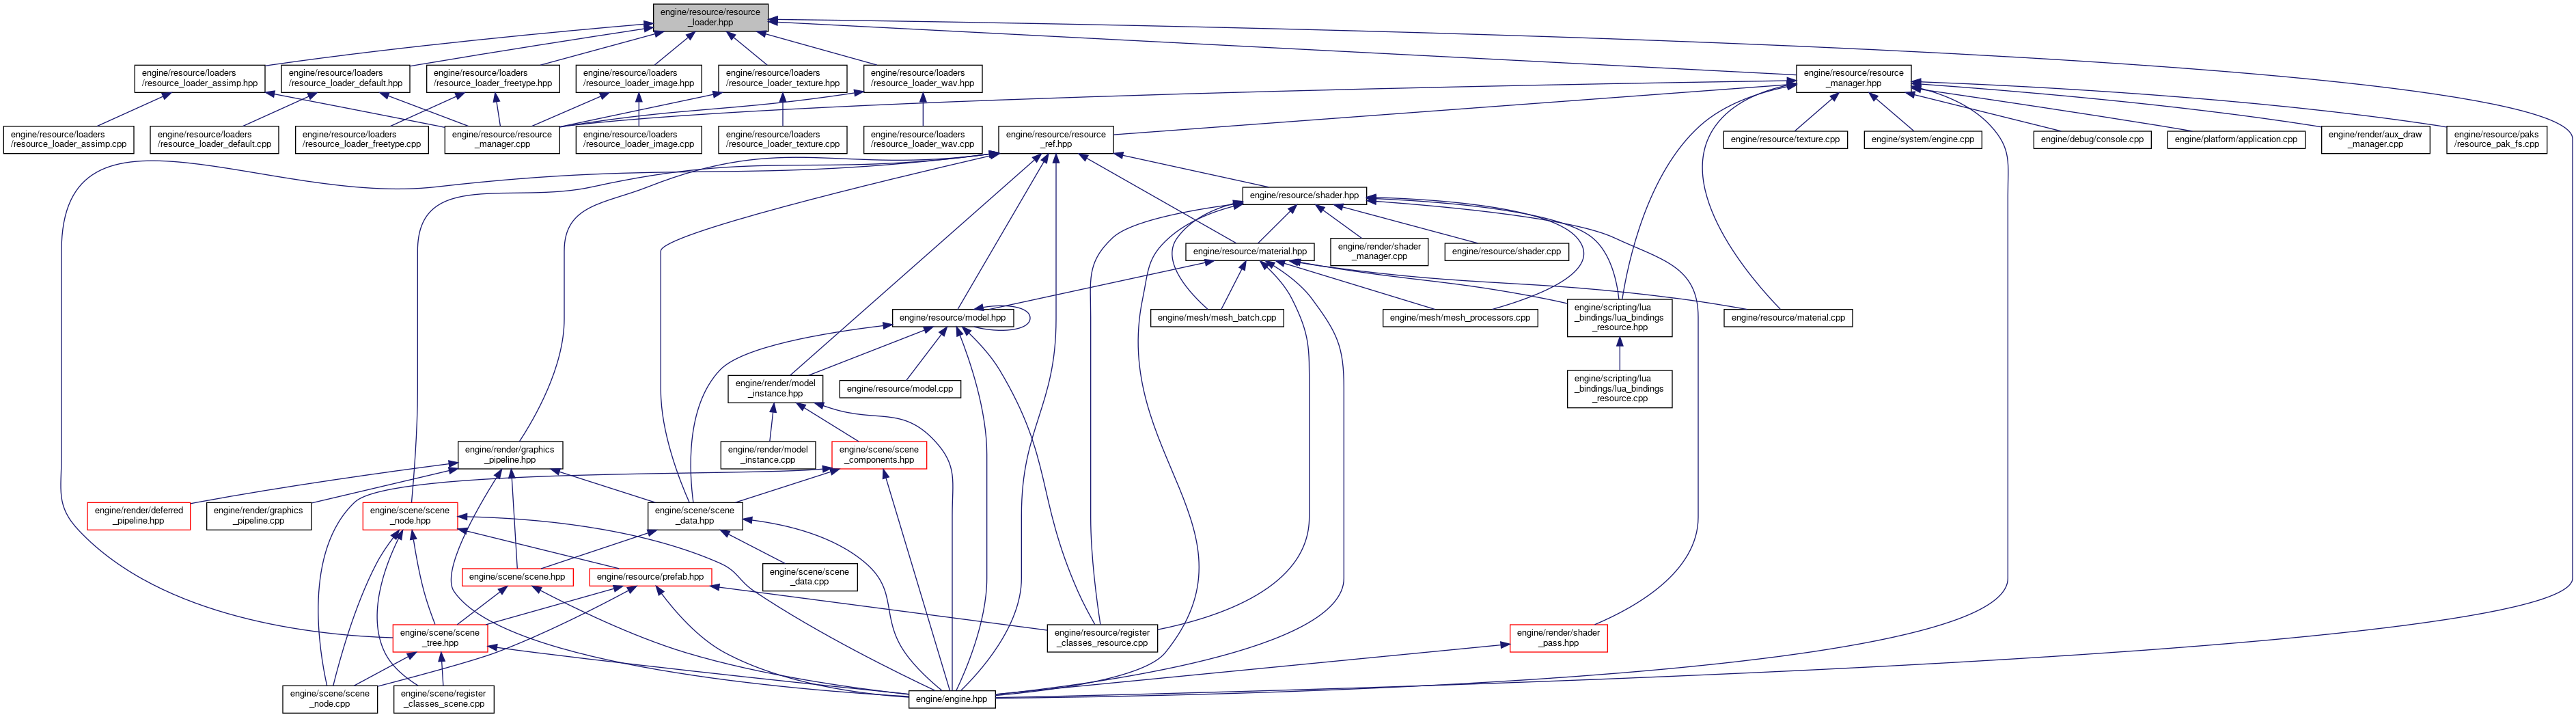 engine/resource/resource
_loader.hpp
engine/resource/loaders
/resource_loader_assimp.hpp
engine/resource/loaders
/resource_loader_default.hpp
engine/resource/loaders
/resource_loader_freetype.hpp
engine/resource/loaders
/resource_loader_image.hpp
engine/resource/loaders
/resource_loader_texture.hpp
engine/resource/loaders
/resource_loader_wav.hpp
engine/resource/resource
_manager.hpp
engine/resource/loaders
/resource_loader_assimp.cpp
engine/resource/loaders
/resource_loader_default.cpp
engine/resource/loaders
/resource_loader_freetype.cpp
engine/resource/resource
_manager.cpp
engine/resource/loaders
/resource_loader_image.cpp
engine/resource/loaders
/resource_loader_texture.cpp
engine/resource/loaders
/resource_loader_wav.cpp
engine/resource/resource
_ref.hpp
engine/resource/texture.cpp
engine/system/engine.cpp
engine/debug/console.cpp
engine/platform/application.cpp
engine/render/aux_draw
_manager.cpp
engine/resource/paks
/resource_pak_fs.cpp
engine/resource/shader.hpp
engine/resource/material.hpp
engine/render/shader
_manager.cpp
engine/resource/shader.cpp
engine/resource/model.hpp
engine/mesh/mesh_batch.cpp
engine/mesh/mesh_processors.cpp
engine/scripting/lua
_bindings/lua_bindings
_resource.hpp
engine/resource/material.cpp
engine/render/model
_instance.hpp
engine/resource/model.cpp
engine/scripting/lua
_bindings/lua_bindings
_resource.cpp
engine/render/graphics
_pipeline.hpp
engine/render/model
_instance.cpp
engine/scene/scene
_components.hpp
engine/render/deferred
_pipeline.hpp
engine/render/graphics
_pipeline.cpp
engine/scene/scene
_node.hpp
engine/scene/scene
_data.hpp
engine/scene/scene.hpp
engine/resource/prefab.hpp
engine/scene/scene
_data.cpp
engine/scene/scene
_tree.hpp
engine/resource/register
_classes_resource.cpp
engine/render/shader
_pass.hpp
engine/scene/scene
_node.cpp
engine/scene/register
_classes_scene.cpp
engine/engine.hpp